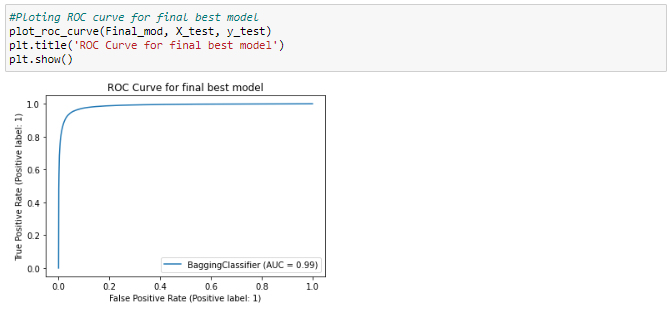 #Ploting ROC curve for final best model
plot_roc_curve(Final_mod, X_test, y_test)
plt.title('ROC Curve for final best model')
plt.show()
ROC Curve for final best model
1.0
0.8
0.6
0.4
0.2
0.0
True Positive Rate (Positive label: 1)
BaggingClassifier (AUC = 0.99)
0.0 0.2 0.4 0.6 0.8 1.0
False Positive Rate (Positive label: 1)